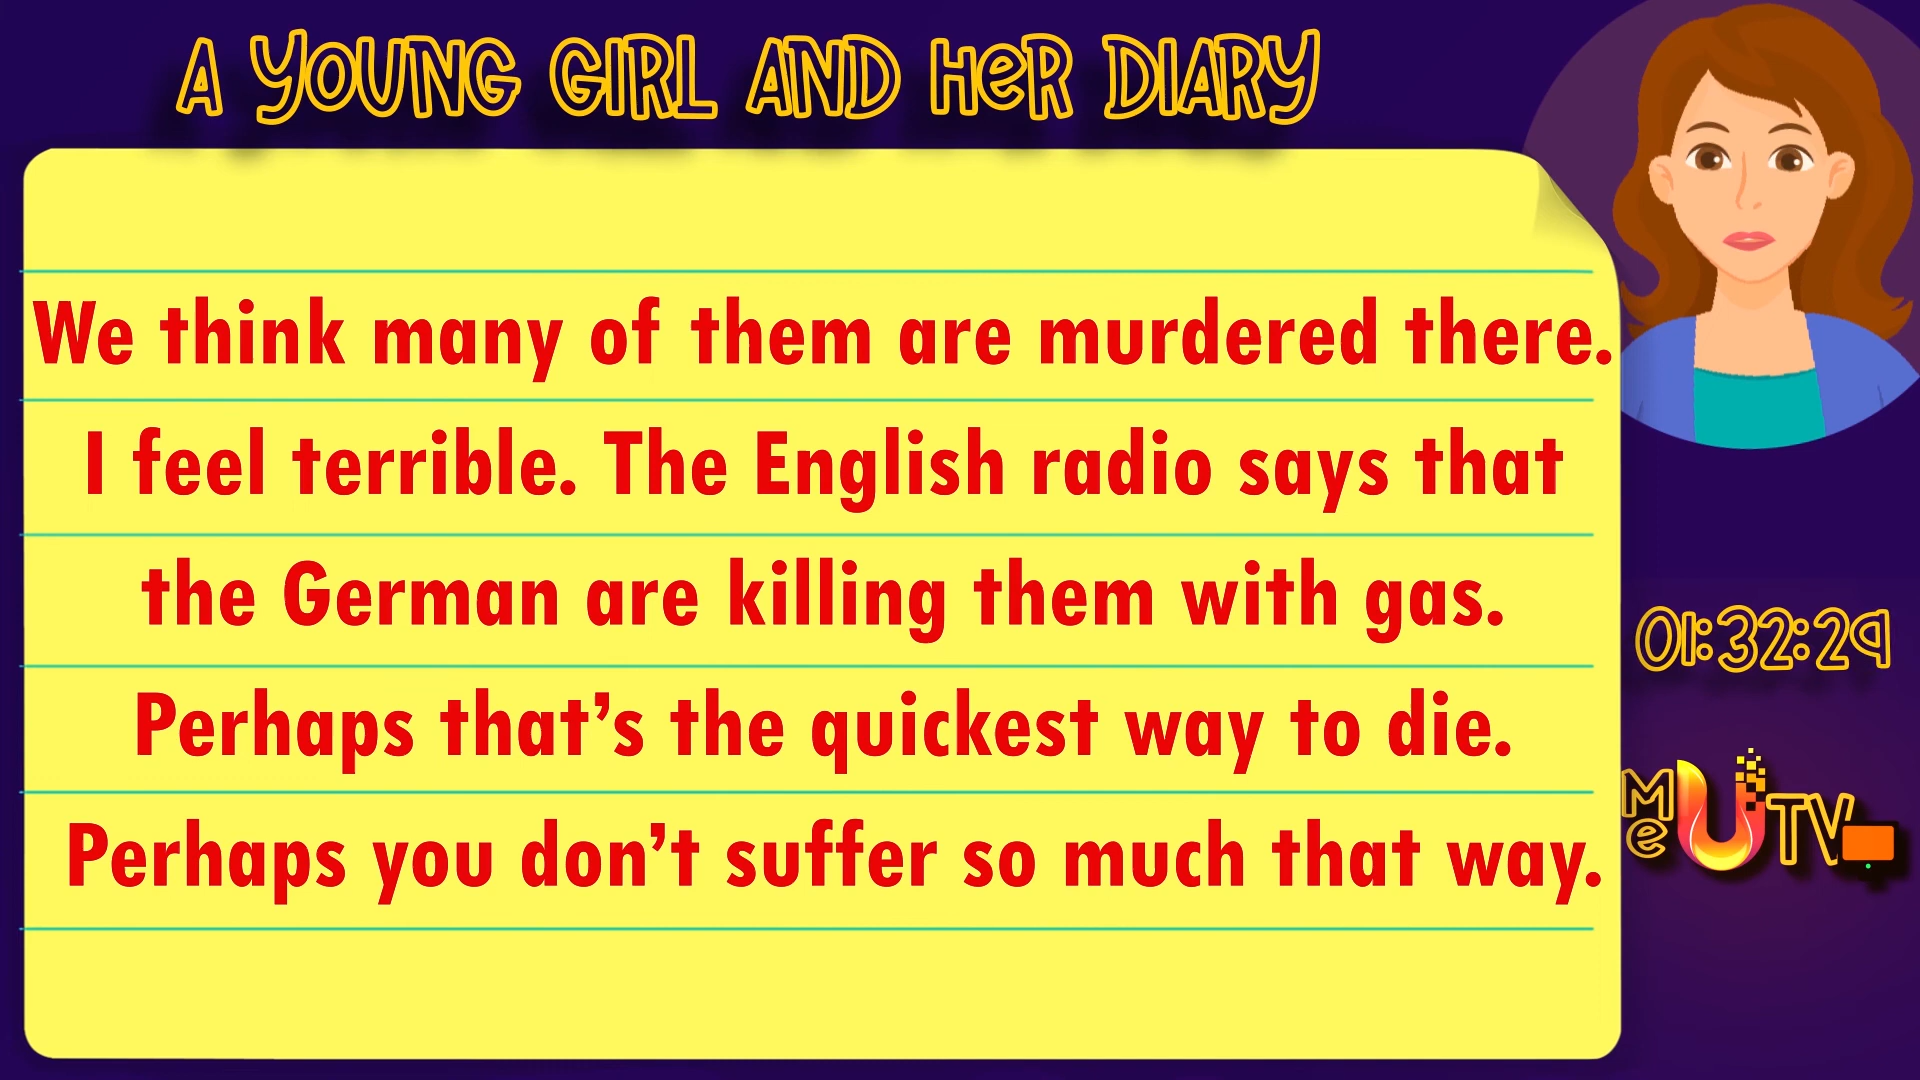 A YOUNG GIRL AND HeR DIARY
We think many of them are murdered there.
I feel terrible. The English radio says that
the German are killing them with gas.
Perhaps that’s the quickest way to die.
Perhaps you don’t suffer so much that way.
01:32:29
Me U TV